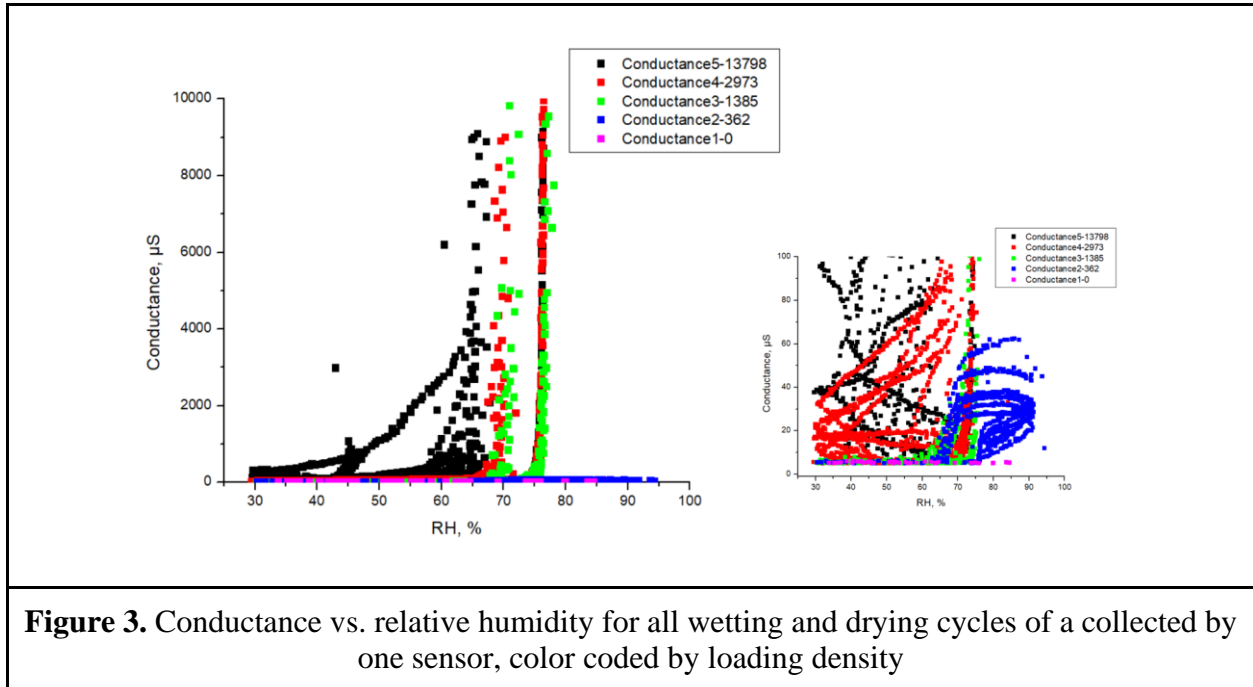 Conductance5-13798
Conductance4-2973
Conductance3-1385
Conductance2-362
Conductance1-0
10000
8000
6000
4000
2000
0
Conductance, µS
30 40 50 60 70 80 90 100
RH, %
Conductance5-13798
Conductance4-2973
Conductance3-1385
Conductance2-362
Conductance1-0
100
80
60
40
20
0
Conductance, µS
30 40 50 60 70 80 90 100
RH, %
Figure 3. Conductance vs. relative humidity for all wetting and drying cycles of a collected by
one sensor, color coded by loading density